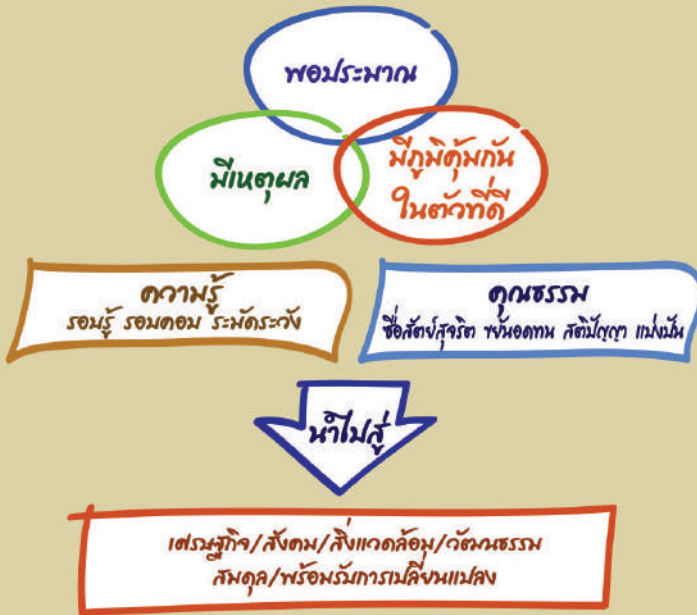 พอประมาณ
มีเหตุผล
มีภูมิคุ้มกัน
ในตัวที่ดี
ความรู้
รอบรู้ รอบคอบ ระมัดระวัง
คุณธรรม
ซื่อสัตย์สุจริต ขยันอดทน สติปัญญา แบ่งปัน
นำไปสู่
เศรษฐกิจ/สังคม/สิ่งแวดล้อม/วัฒนธรรม
สมดุล/พร้อมรับการเปลี่ยนแปลง